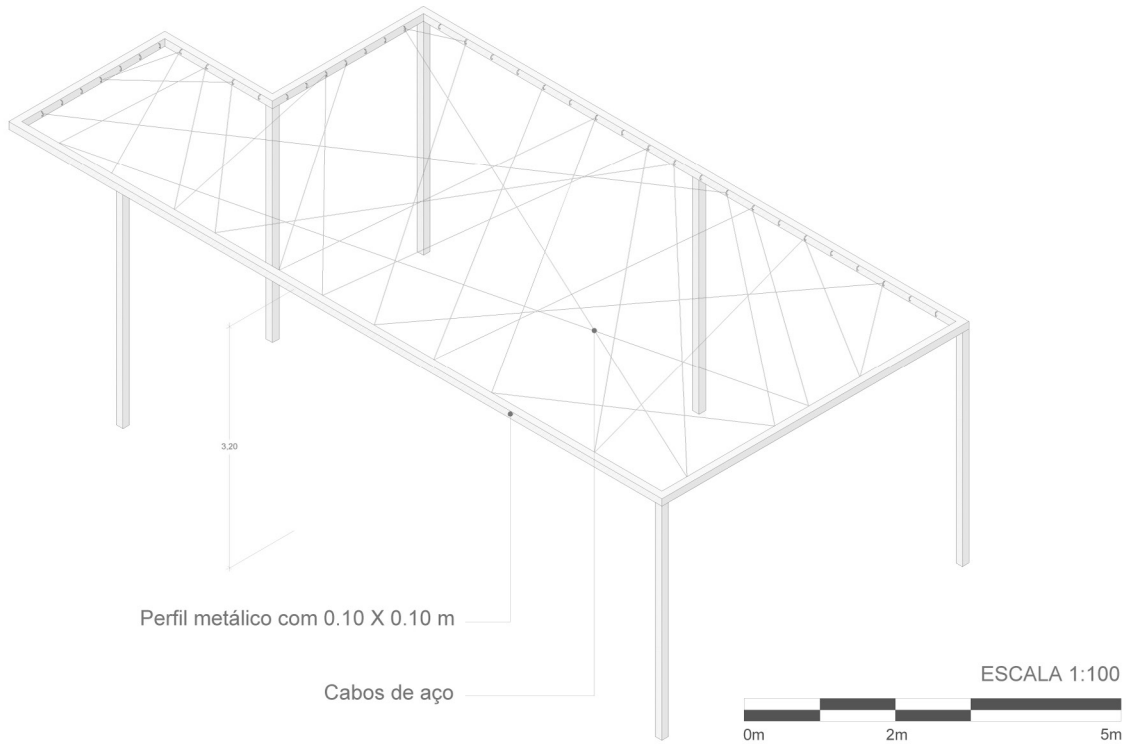 3,20
Perfil metálico com 0.10 X 0.10 m
Cabos de aço
ESCALA 1:100
0m 2m 5m